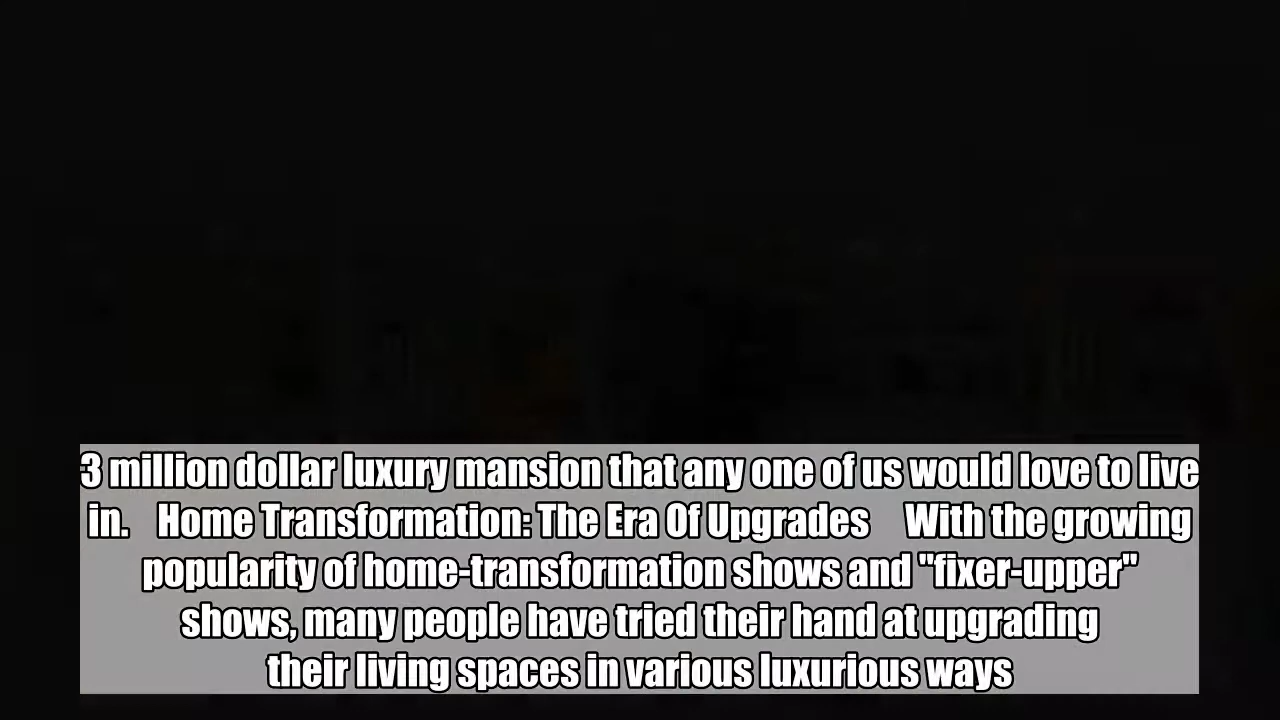 3 million dollar luxury mansion that any one of us would love to live
in.    Home Transformation: The Era Of Upgrades     With the growing
popularity of home-transformation shows and "fixer-upper"
shows, many people have tried their hand at upgrading
their living spaces in various luxurious ways